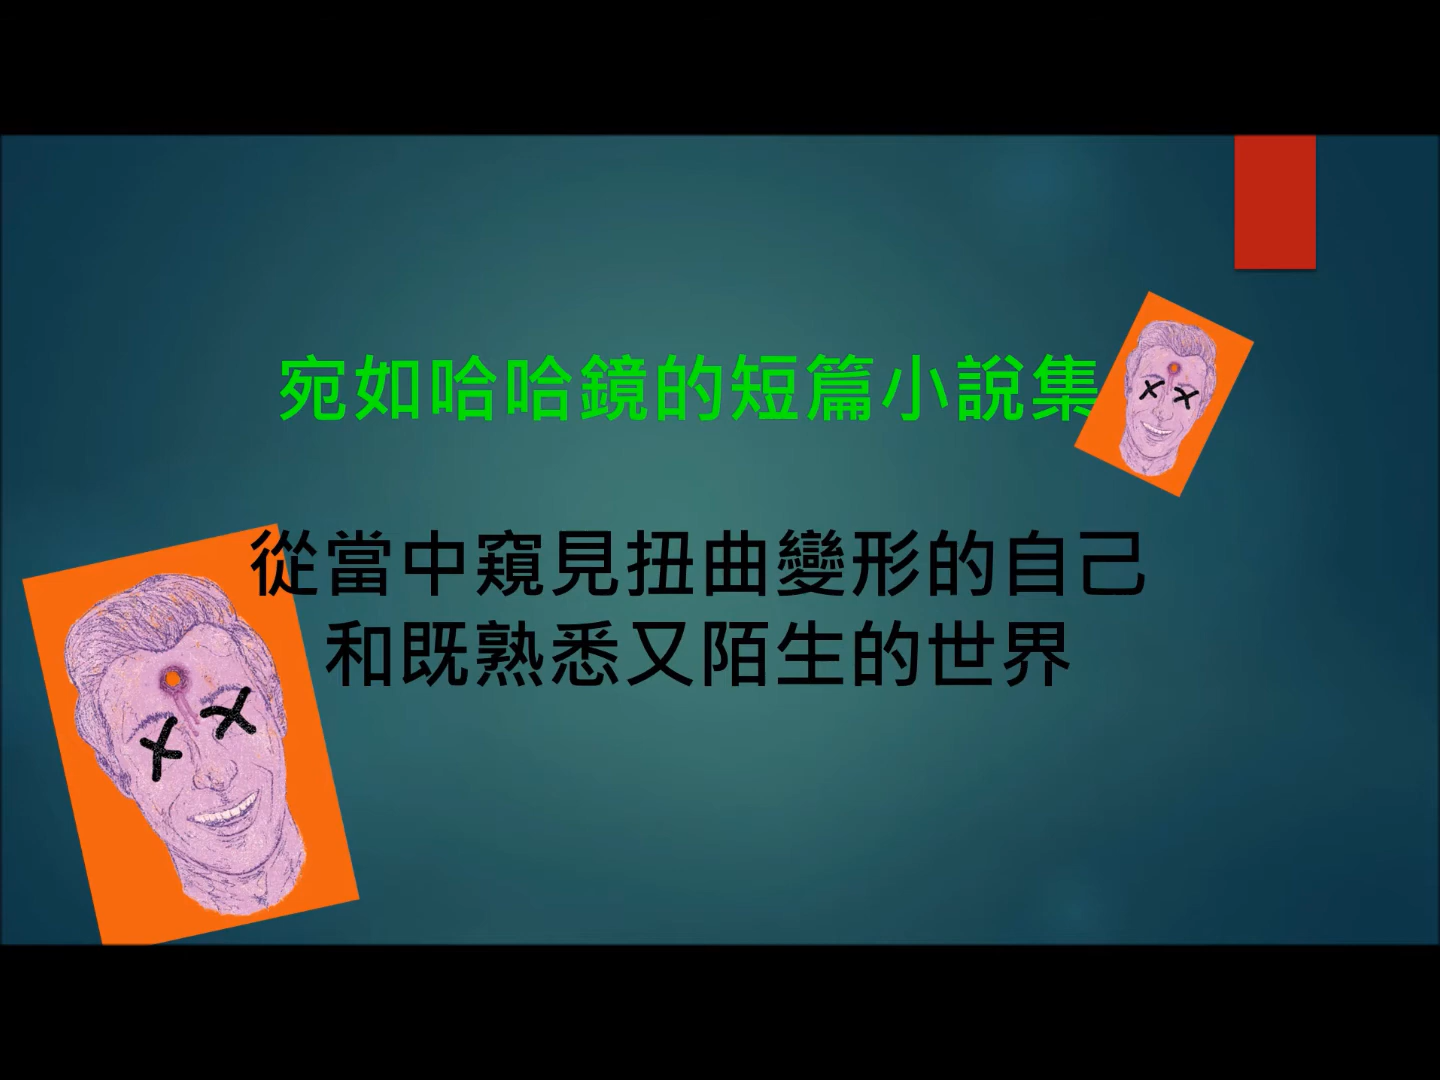 宛如哈哈鏡的短篇小說集
從當中窺見扭曲變形的自己
和既熟悉又陌生的世界